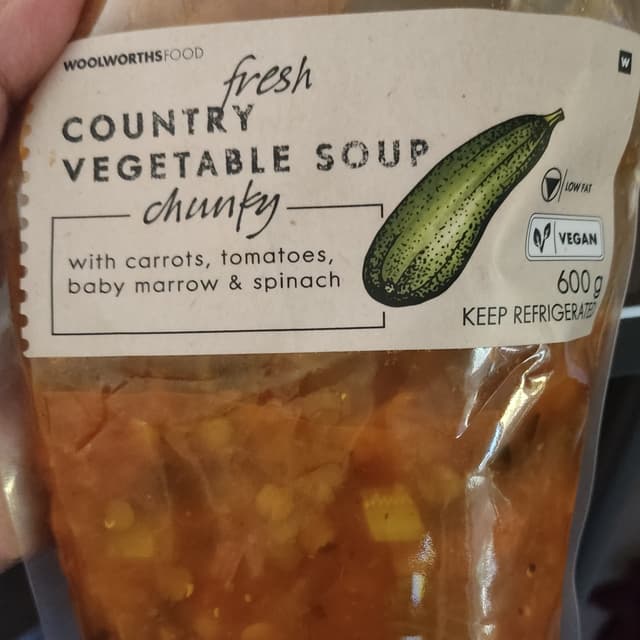 WOOLWORTHSFOOD
W
fresh
COUNTRY
VEGETABLE SOUP
chunky
with carrots, tomatoes,
baby marrow & spinach
LOW FAT
VEGAN
600 g
KEEP REFRIGERATED